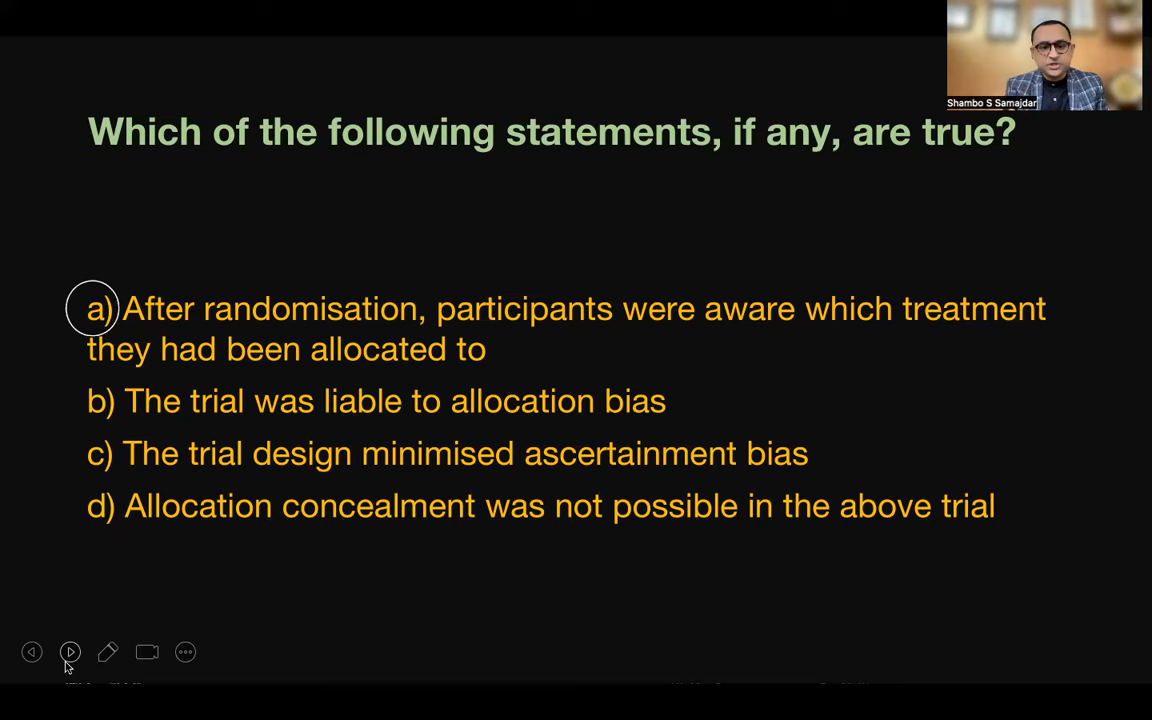 Shambo S Samajdar
Which of the following statements, if any, are true?
a) After randomisation, participants were aware which treatment
they had been allocated to
b) The trial was liable to allocation bias
c) The trial design minimised ascertainment bias
d) Allocation concealment was not possible in the above trial